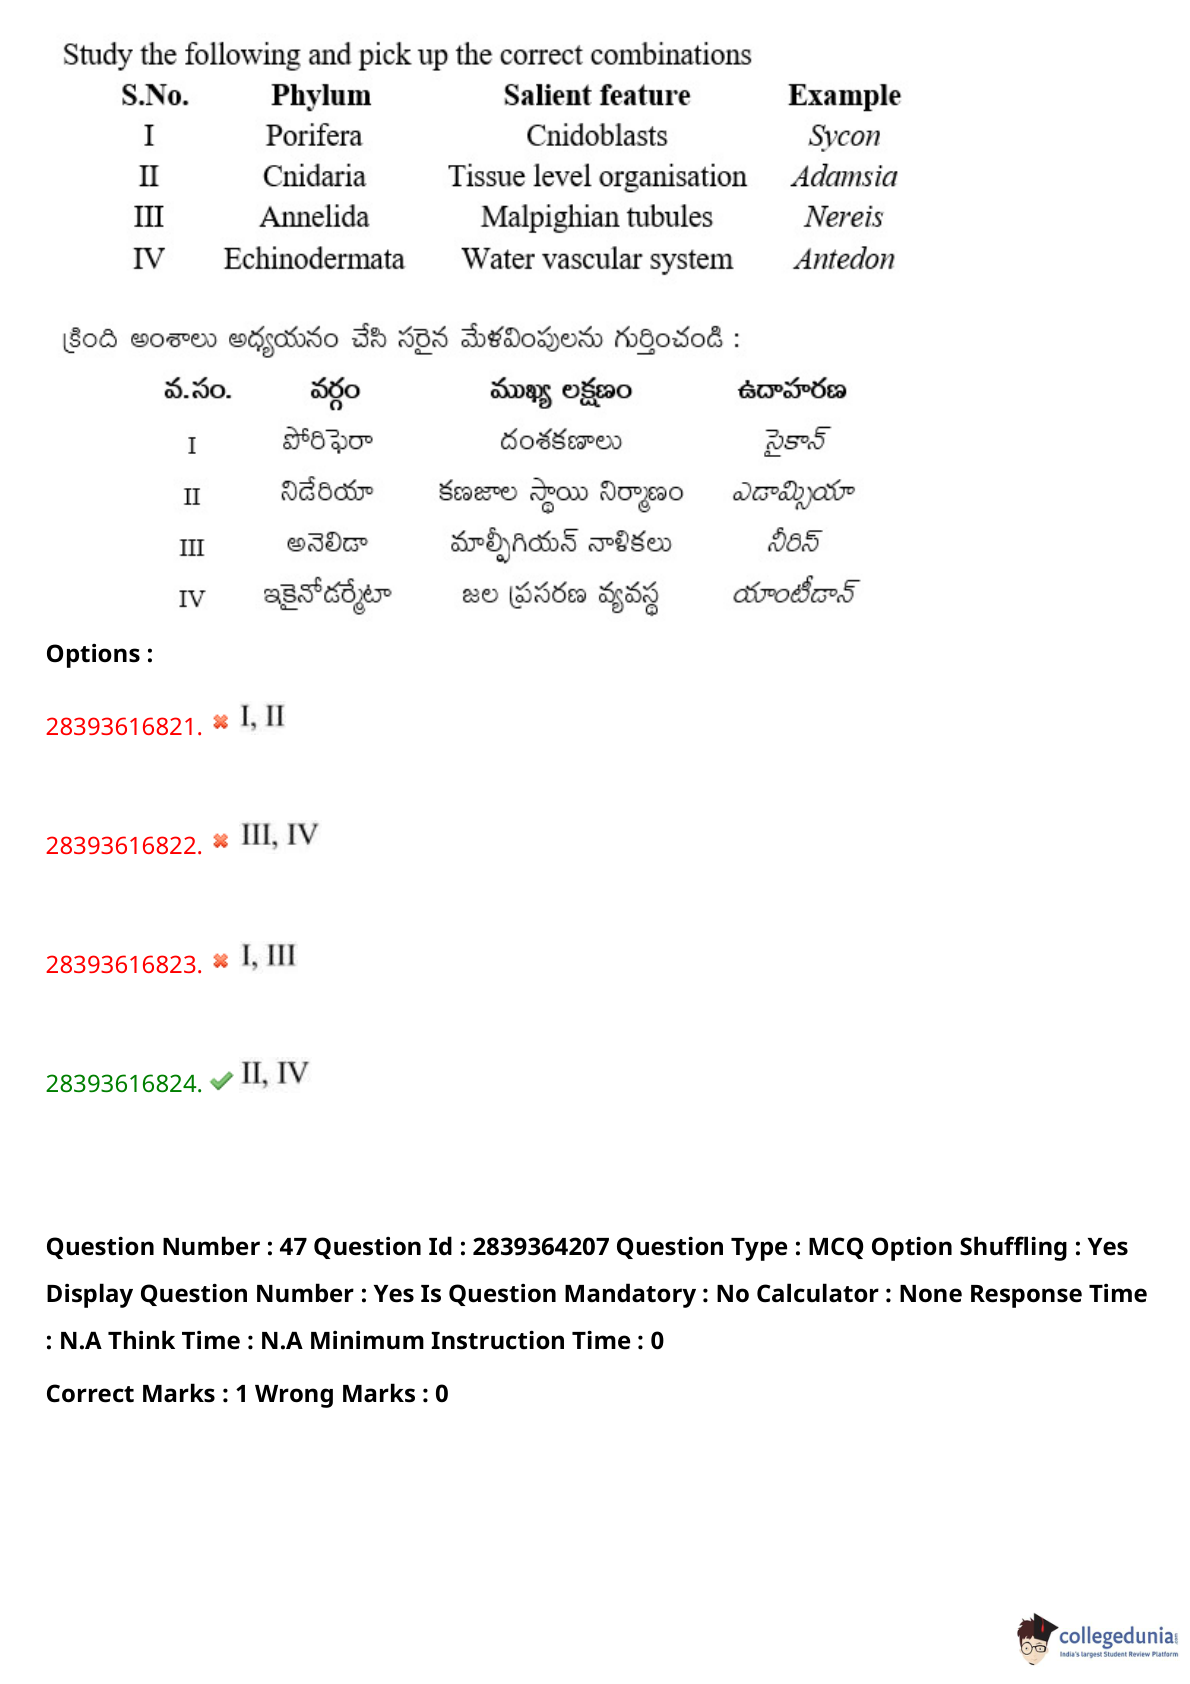 Study the following and pick up the correct combinations
S.No. Phylum Salient feature Example
I Porifera Cnidoblasts Sycon
II Cnidaria Tissue level organisation Adamsia
III Annelida Malpighian tubules Nereis
IV Echinodermata Water vascular system Antedon
క్రింది అంశాలు అధ్యయనం చేసి సరైన మేళవింపులను గుర్తించండి :
వ.సం. వర్గం ముఖ్య లక్షణం ఉదాహరణ
I పోరిఫెరా దంశకణాలు సైకాన్
II నిడేరియా కణజాల స్థాయి నిర్మాణం ఎడామ్సియా
III అనెలిడా మాల్ఫీగియన్ నాళికలు నీరిస్
IV ఇకైనోడర్మేటా జల ప్రసరణ వ్యవస్థ యాంటీడాన్
Options :
28393616821. I, II
28393616822. III, IV
28393616823. I, III
28393616824. II, IV
Question Number : 47 Question Id : 2839364207 Question Type : MCQ Option Shuffling : Yes
Display Question Number : Yes Is Question Mandatory : No Calculator : None Response Time
: N.A Think Time : N.A Minimum Instruction Time : 0
Correct Marks : 1 Wrong Marks : 0
collegedunia
India's largest Student Review Platform